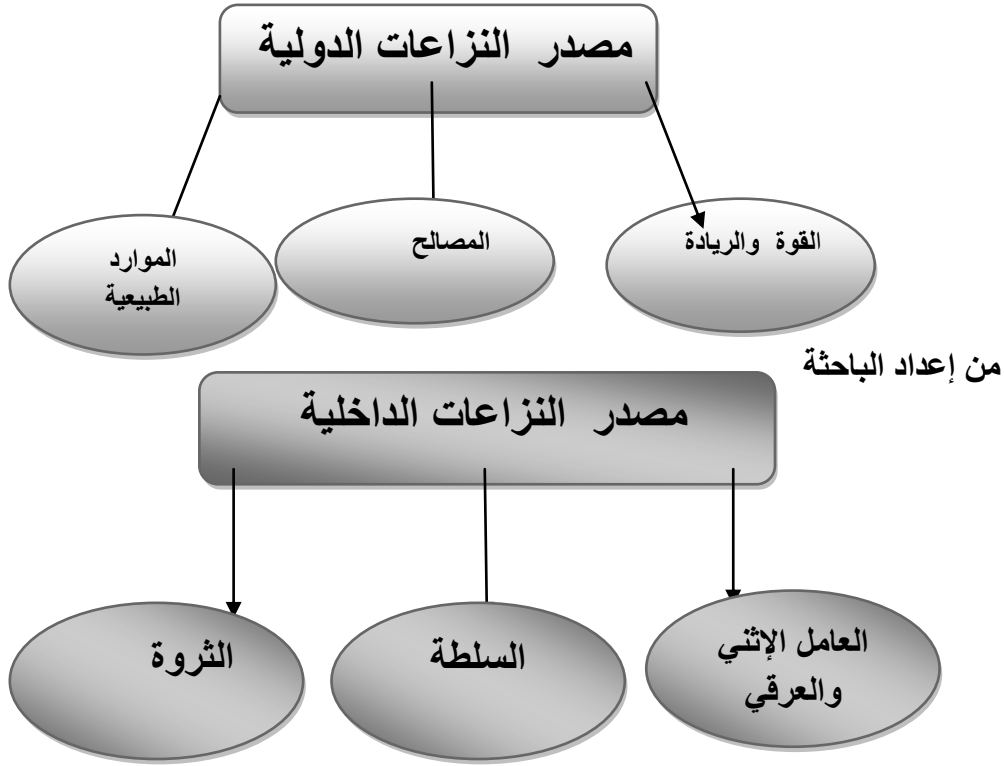 مصدر النزاعات الدولية
القوة والريادة
المصالح
الموارد
الطبيعية
من إعداد الباحثة
مصدر النزاعات الداخلية
العامل الإثني
والعرقي
السلطة
الثروة